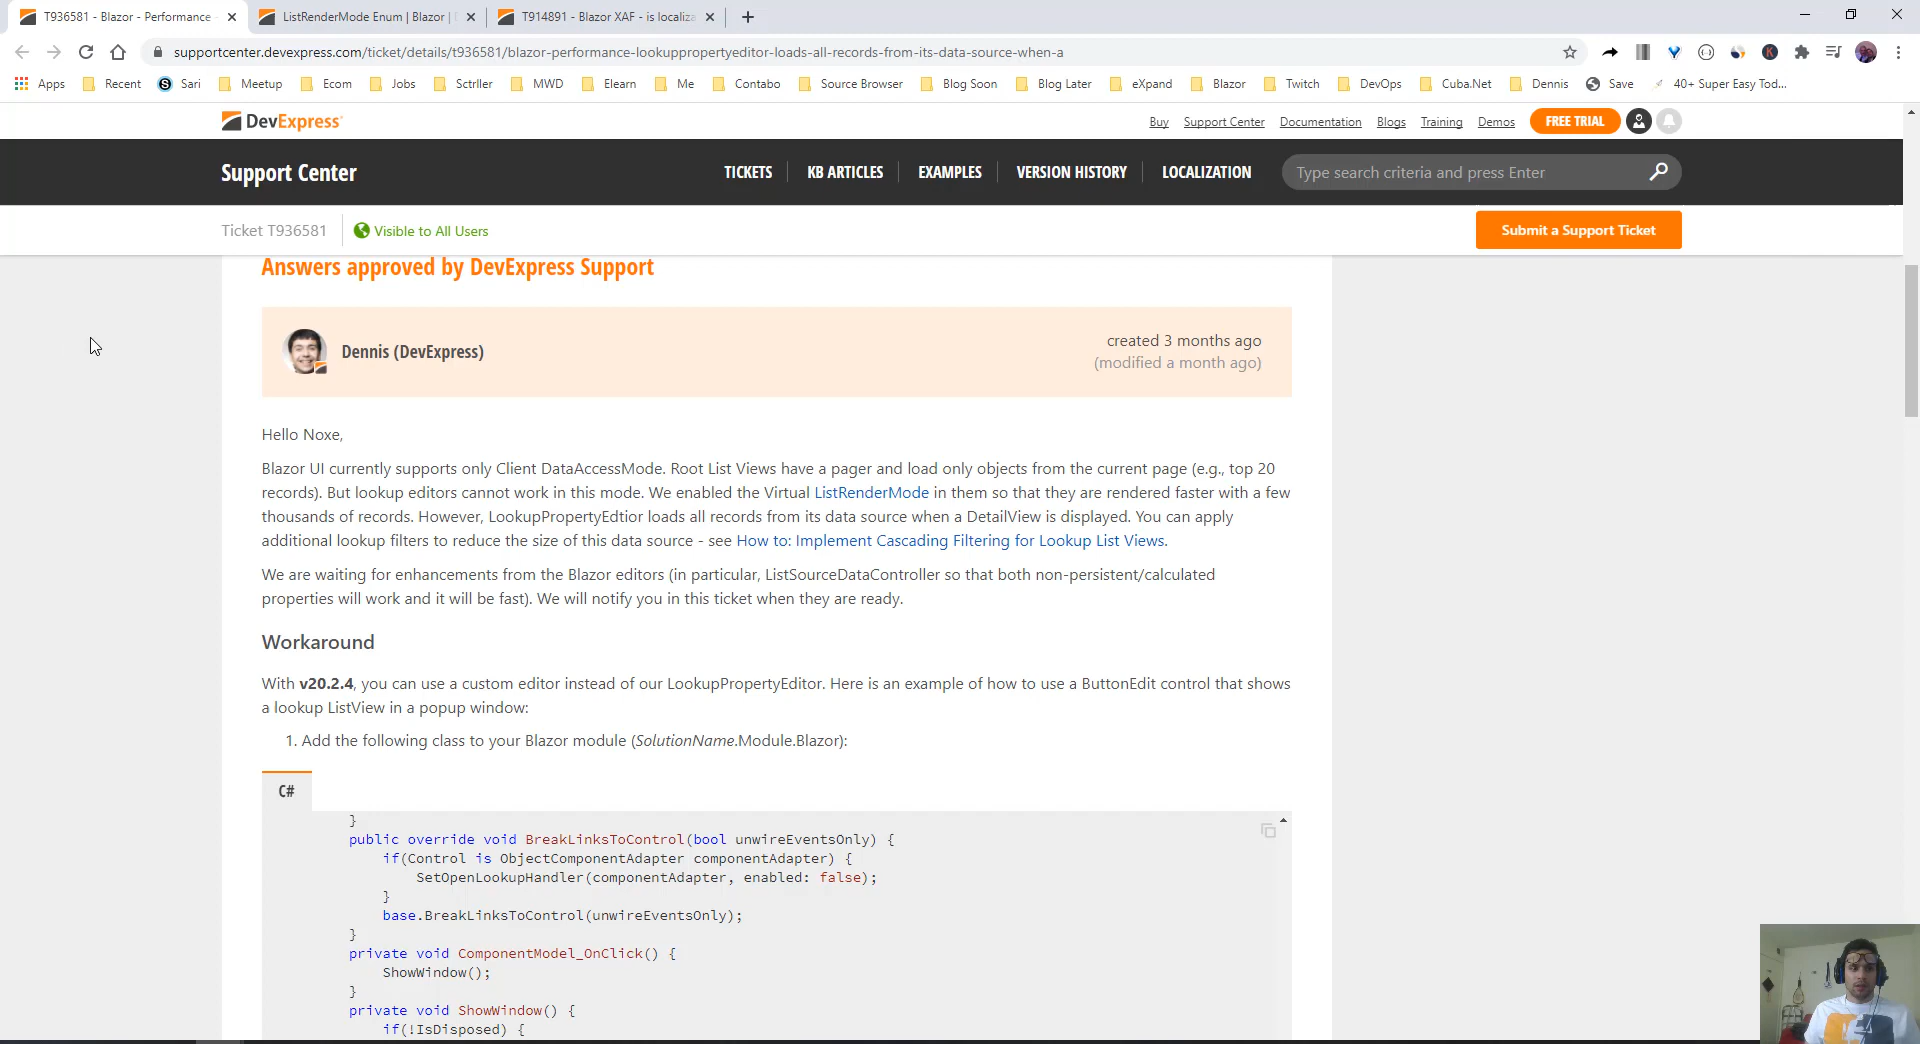 T936581 - Blazor - Performance
ListRenderMode Enum | Blazor |
T914891 - Blazor XAF - is localiza
supportcenter.devexpress.com/ticket/details/t936581/blazor-performance-lookuppropertyeditor-loads-all-records-from-its-data-source-when-a
Apps Recent Sari Meetup Ecom Jobs Sctrller MWD Elearn Me Contabo Source Browser Blog Soon Blog Later eXpand Blazor Twitch DevOps Cuba.Net Dennis Save 40+ Super Easy Tod...
DevExpress
Buy Support Center Documentation Blogs Training Demos FREE TRIAL
Support Center
TICKETS KB ARTICLES EXAMPLES VERSION HISTORY LOCALIZATION
Type search criteria and press Enter
Ticket T936581
Visible to All Users
Submit a Support Ticket
Answers approved by DevExpress Support
Dennis (DevExpress)
created 3 months ago
(modified a month ago)
Hello Noxe,
Blazor UI currently supports only Client DataAccessMode. Root List Views have a pager and load only objects from the current page (e.g., top 20
records). But lookup editors cannot work in this mode. We enabled the Virtual ListRenderMode in them so that they are rendered faster with a few
thousands of records. However, LookupPropertyEdtior loads all records from its data source when a DetailView is displayed. You can apply
additional lookup filters to reduce the size of this data source - see How to: Implement Cascading Filtering for Lookup List Views.
We are waiting for enhancements from the Blazor editors (in particular, ListSourceDataController so that both non-persistent/calculated
properties will work and it will be fast). We will notify you in this ticket when they are ready.
Workaround
With v20.2.4, you can use a custom editor instead of our LookupPropertyEditor. Here is an example of how to use a ButtonEdit control that shows
a lookup ListView in a popup window:
1. Add the following class to your Blazor module (SolutionName.Module.Blazor):
C#
}
public override void BreakLinksToControl(bool unwireEventsOnly) {
if(Control is ObjectComponentAdapter componentAdapter) {
SetOpenLookupHandler(componentAdapter, enabled: false);
}
base.BreakLinksToControl(unwireEventsOnly);
}
private void ComponentModel_OnClick() {
ShowWindow();
}
private void ShowWindow() {
if(!IsDisposed) {